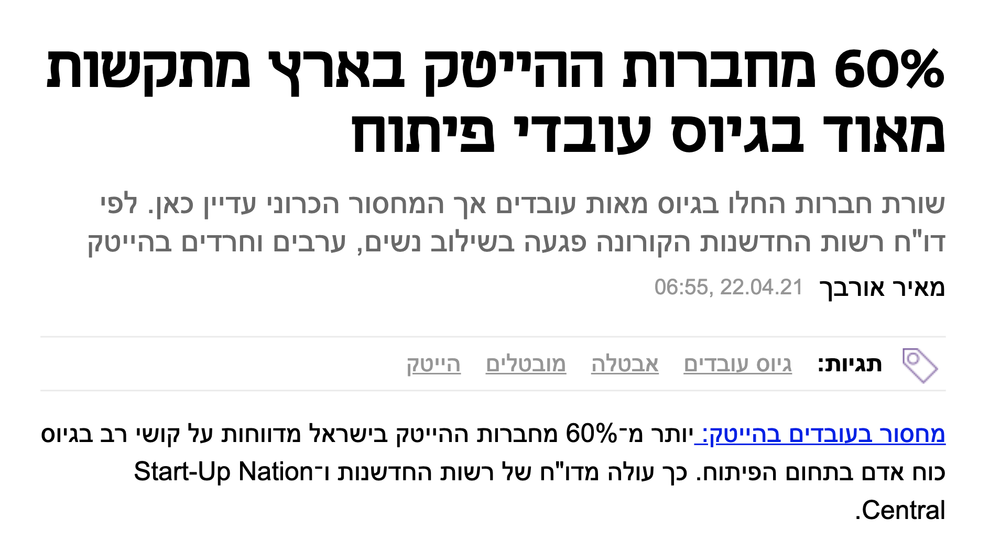 60% מחברות ההייטק בארץ מתקשות
מאוד בגיוס עובדי פיתוח
שורת חברות החלו בגיוס מאות עובדים אך המחסור הכרוני עדיין כאן. לפי
דו"ח רשות החדשנות הקורונה פגעה בשילוב נשים, ערבים וחרדים בהייטק
מאיר אורבך 06:55, 22.04.21
תגיות: גיוס עובדים אבטלה מובטלים הייטק
מחסור בעובדים בהייטק: יותר מ־60% מחברות ההייטק בישראל מדווחות על קושי רב בגיוס
כוח אדם בתחום הפיתוח. כך עולה מדו"ח של רשות החדשנות ו־Start-Up Nation
Central.